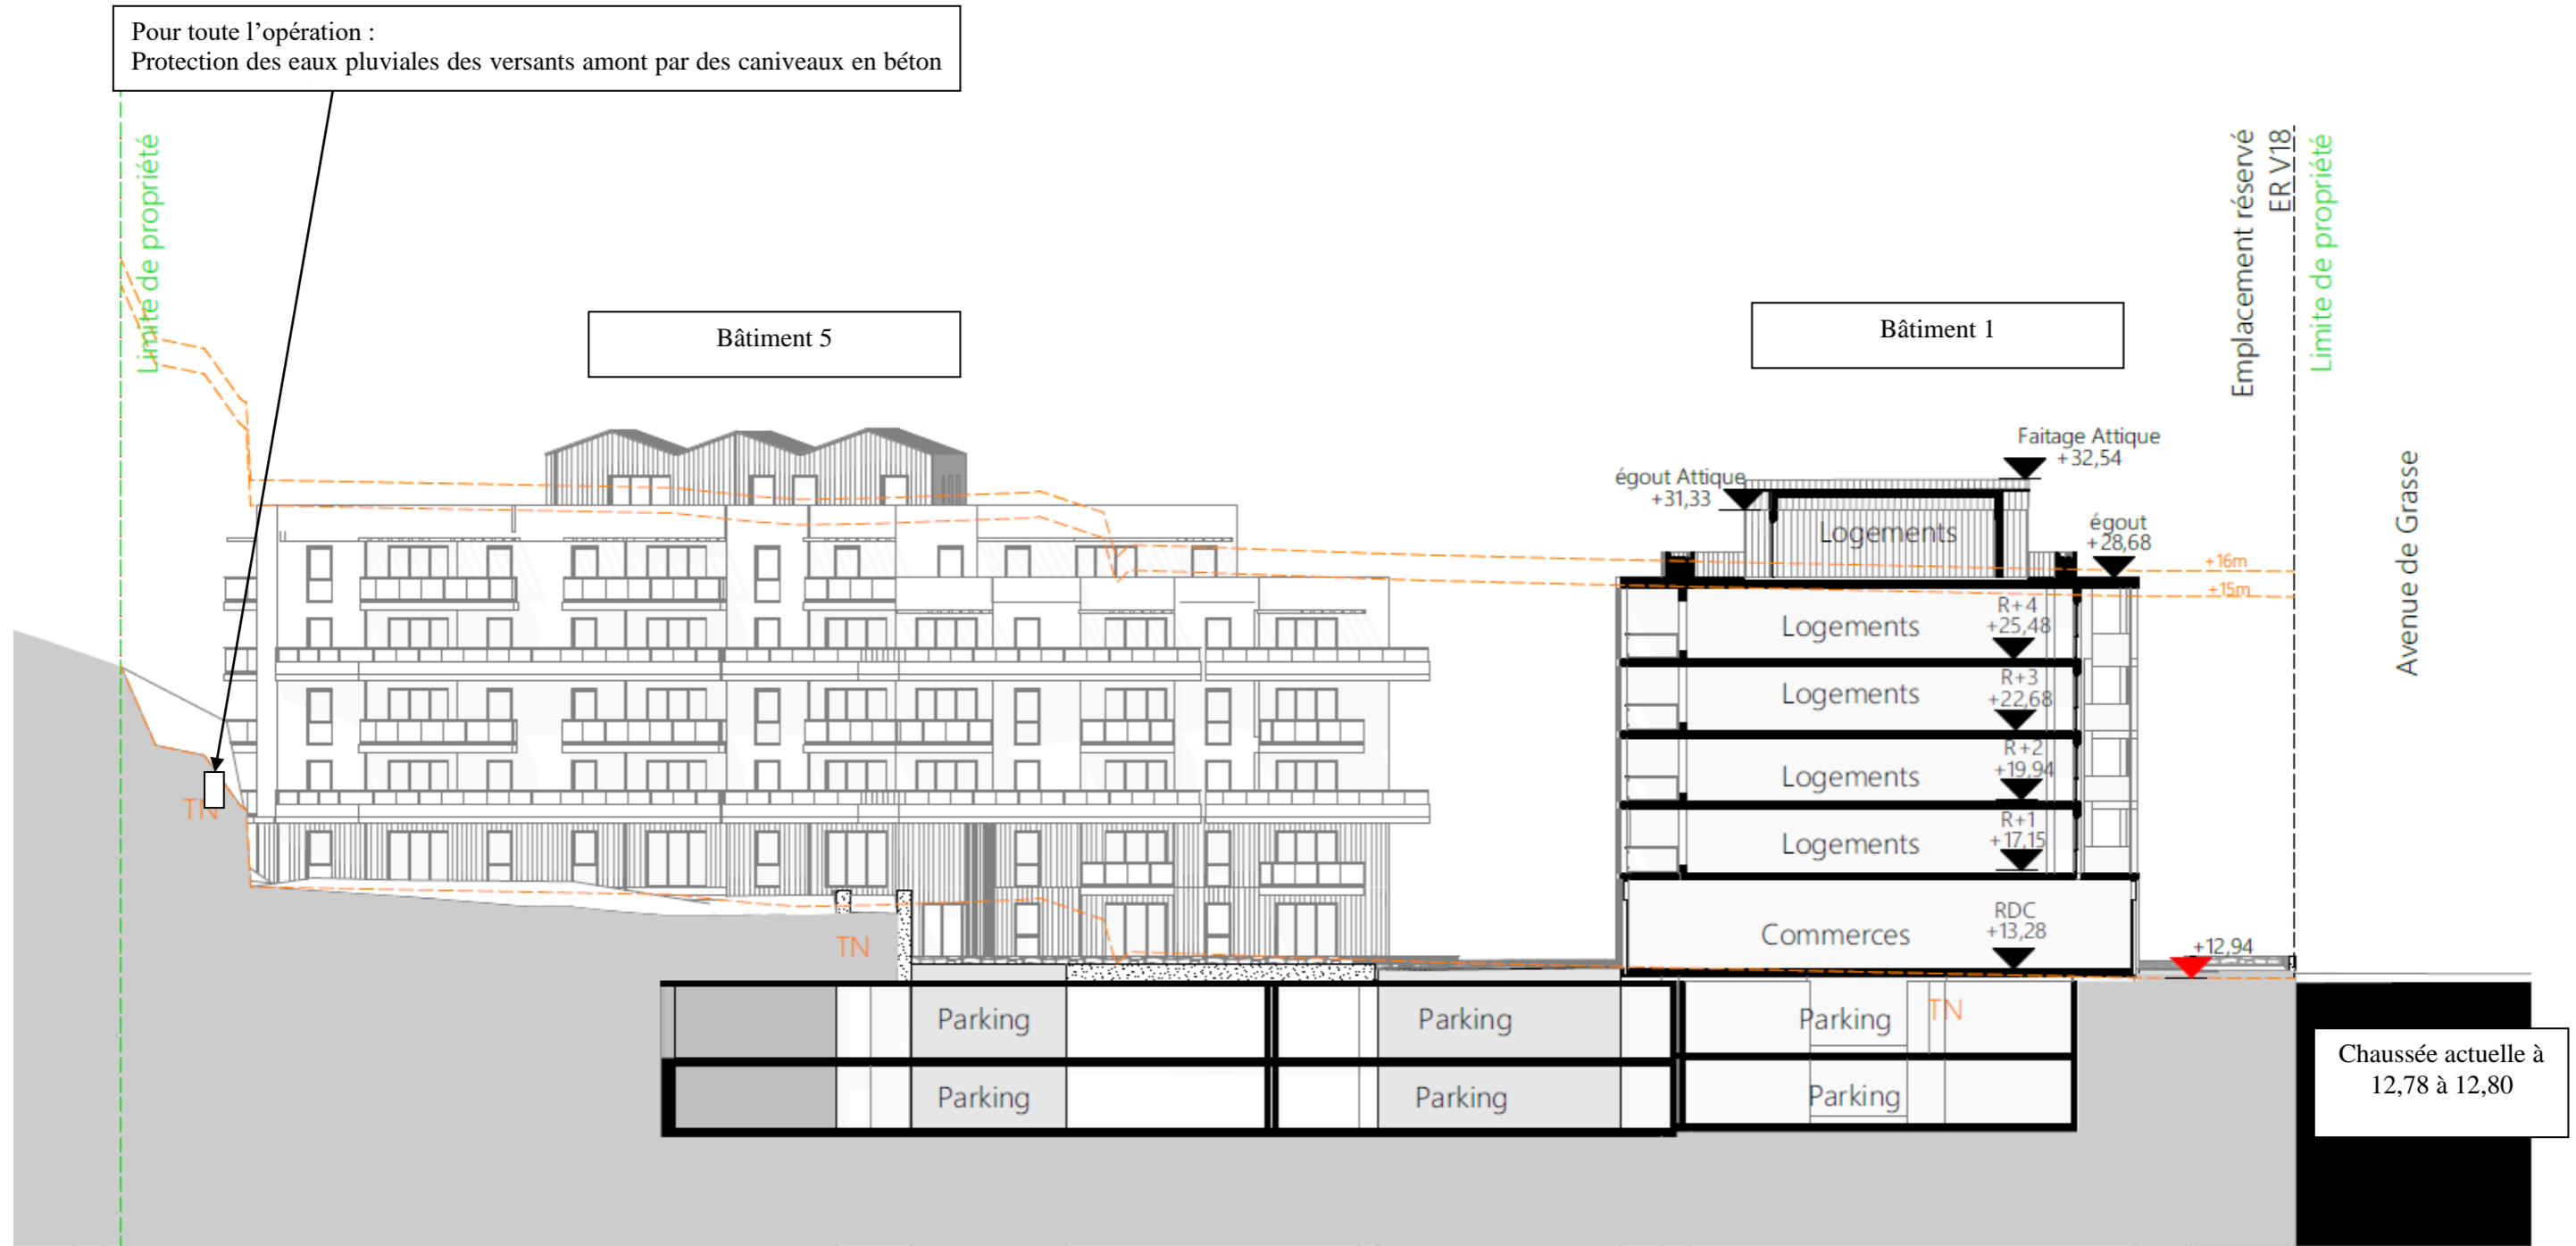 Pour toute l’opération :
Protection des eaux pluviales des versants amont par des caniveaux en béton
Limite de propriété
Bâtiment 5
Bâtiment 1
Emplacement réservé
ER V18
Limite de propriété
Avenue de Grasse
Faitage Attique
+32,54
égout Attique
+31,33
égout
+28,68
Logements
+16m
+15m
R+4
+25,48
Logements
R+3
+22,68
Logements
R+2
+19,94
Logements
R+1
+17,15
Logements
RDC
+13,28
Commerces
+12,94
TN
TN
TN
Parking
Parking
Parking
Parking
Parking
Parking
Chaussée actuelle à
12,78 à 12,80